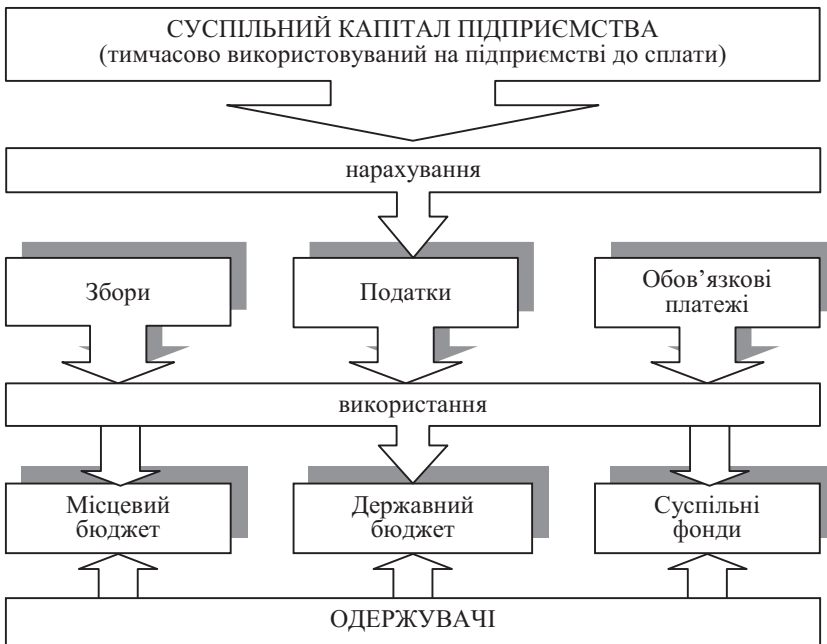 СУСПІЛЬНИЙ КАПІТАЛ ПІДПРИЄМСТВА
(тимчасово використовуваний на підприємстві до сплати)
нарахування
Збори
Податки
Обов’язкові
платежі
використання
Місцевий
бюджет
Державний
бюджет
Суспільні
фонди
ОДЕРЖУВАЧІ